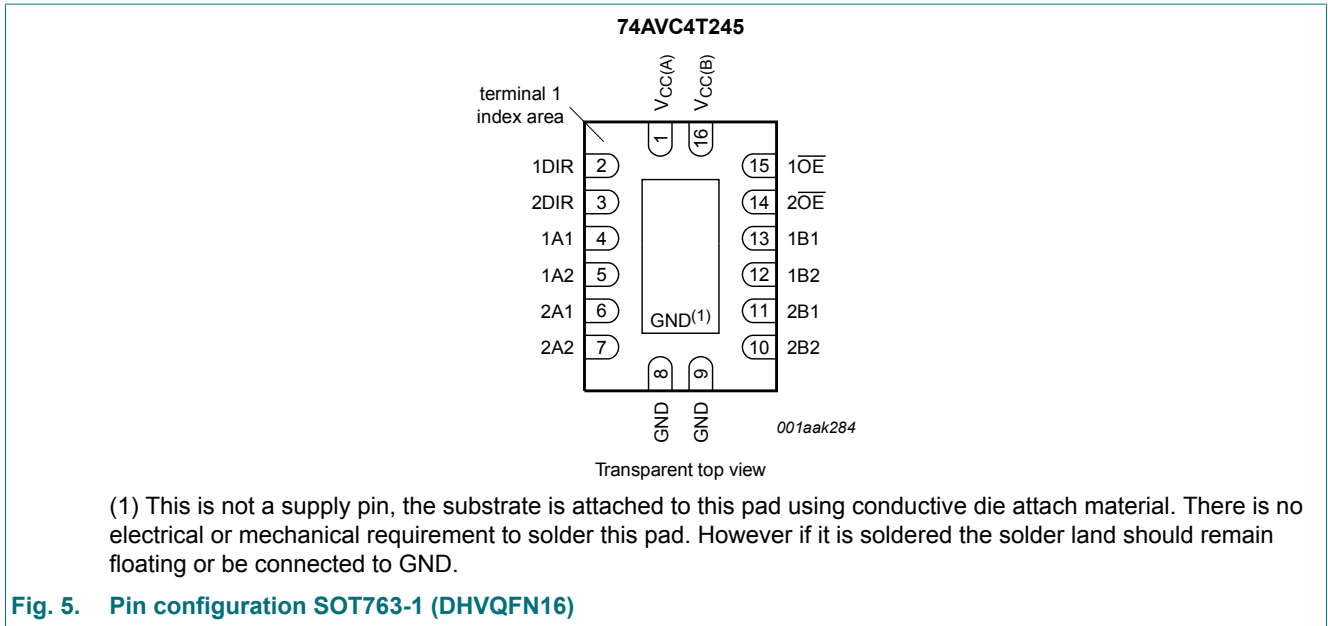 74AVC4T245
VCC(A)
VCC(B)
terminal 1
index area
1
16
1DIR 2 15 1O̅E̅
2DIR 3 14 2O̅E̅
1A1 4 13 1B1
1A2 5 12 1B2
2A1 6 11 2B1
GND(1)
2A2 7 10 2B2
8
9
GND
GND
001aak284
Transparent top view
(1) This is not a supply pin, the substrate is attached to this pad using conductive die attach material. There is no
electrical or mechanical requirement to solder this pad. However if it is soldered the solder land should remain
floating or be connected to GND.
Fig. 5. Pin configuration SOT763-1 (DHVQFN16)